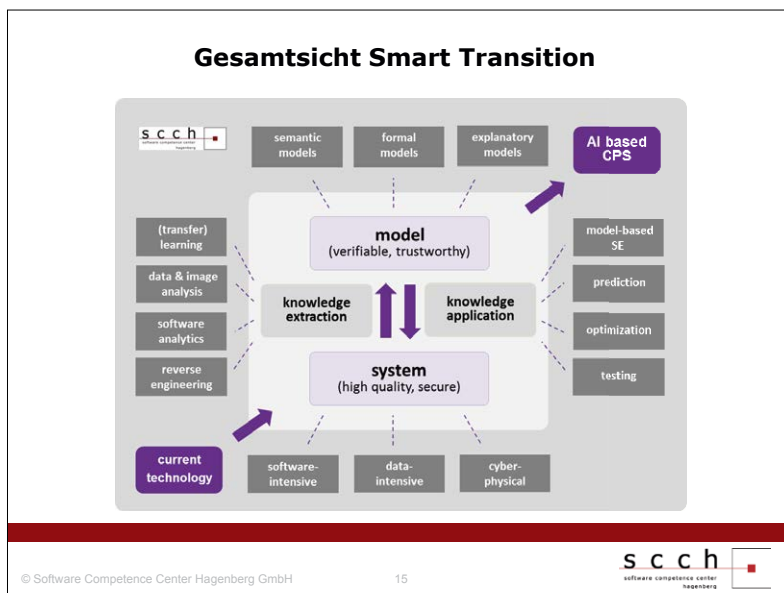 Gesamtsicht Smart Transition
s c c h
software competence center
hagenberg
semantic
models
formal
models
explanatory
models
AI based
CPS
model
(verifiable, trustworthy)
(transfer)
learning
data & image
analysis
software
analytics
reverse
engineering
knowledge
extraction
knowledge
application
model-based
SE
prediction
optimization
testing
system
(high quality, secure)
current
technology
software-
intensive
data-
intensive
cyber-
physical
© Software Competence Center Hagenberg GmbH
15
s c c h
software competence center
hagenberg